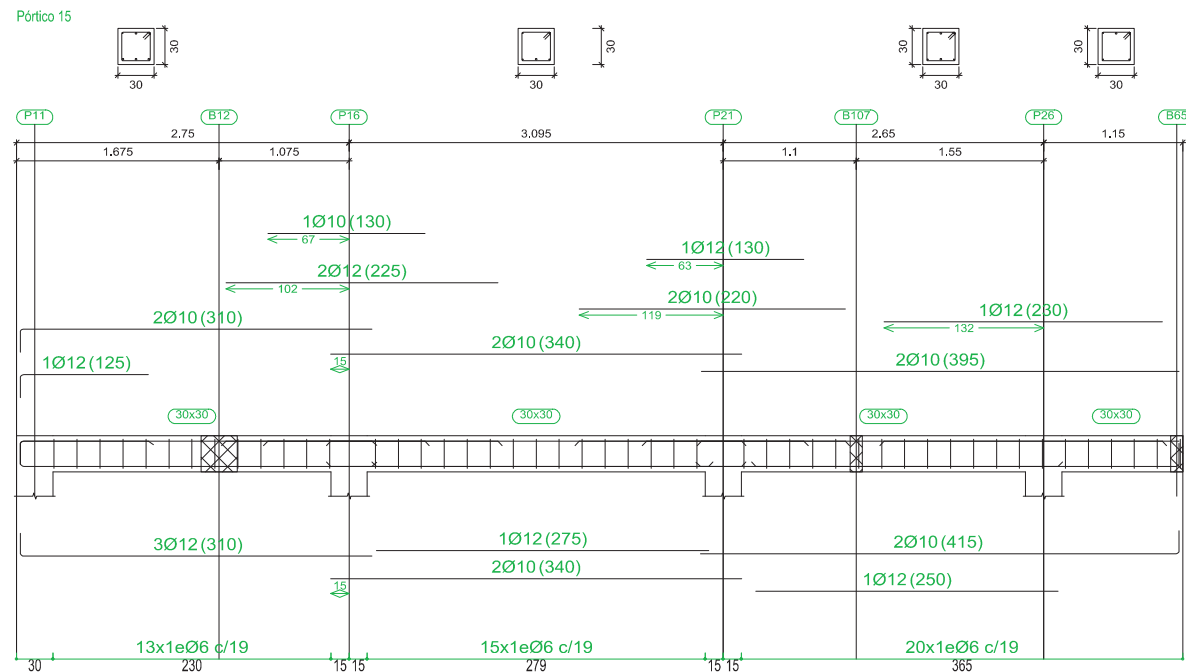 Pórtico 15
30
30
30
30
30
30
30
30
P11
B12
P16
P21
B107
P26
B65
2.75
3.095
2.65
1.15
1.675
1.075
1.1
1.55
1Ø10(130)
67
1Ø12(130)
63
2Ø12(225)
102
2Ø10(220)
119
1Ø12(230)
132
2Ø10(310)
2Ø10(340)
15
1Ø12(125)
2Ø10(395)
30x30
30x30
30x30
30x30
3Ø12(310)
1Ø12(275)
2Ø10(415)
2Ø10(340)
15
1Ø12(250)
13x1eØ6 c/19
15x1eØ6 c/19
20x1eØ6 c/19
30
230
15
15
279
15
15
365